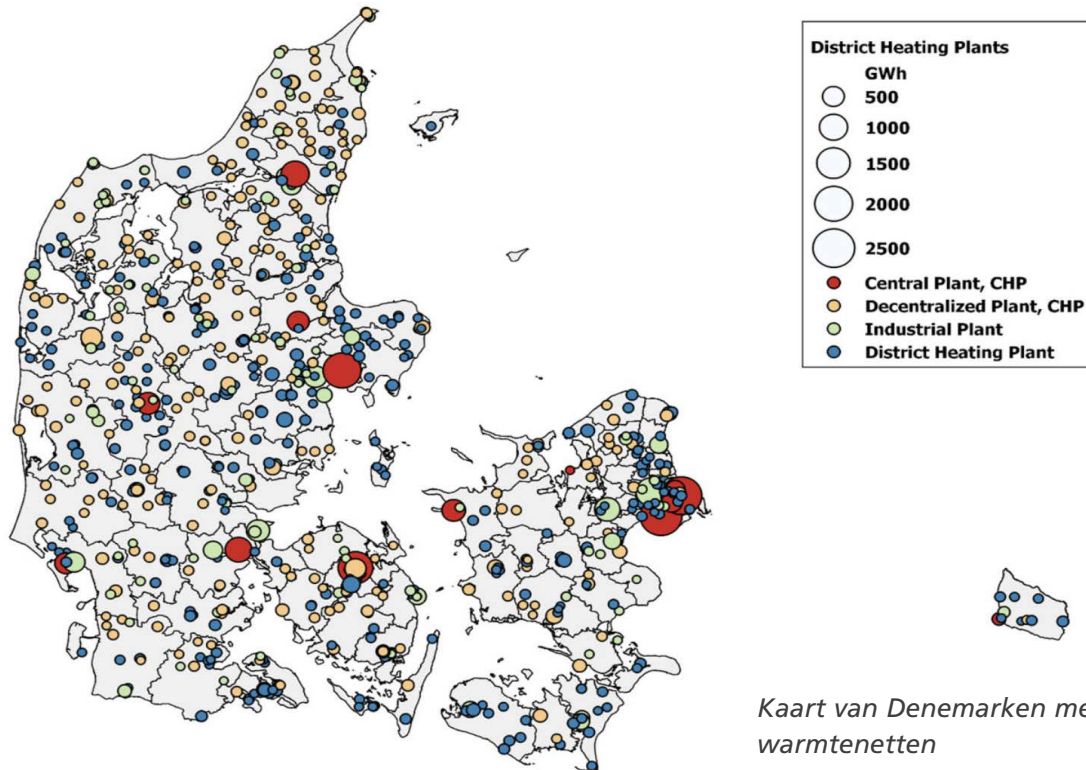 District Heating Plants
GWh
500
1000
1500
2000
2500
Central Plant, CHP
Decentralized Plant, CHP
Industrial Plant
District Heating Plant
Kaart van Denemarken me
warmtenetten